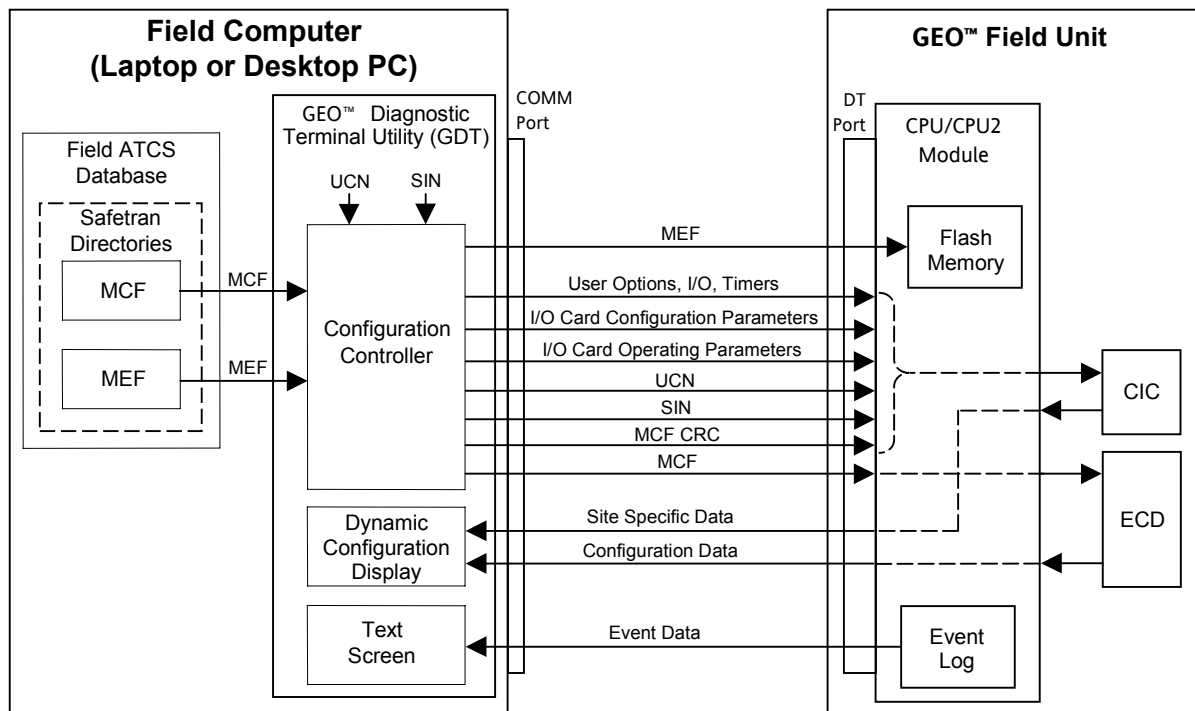 Field Computer
(Laptop or Desktop PC)
GEO™ Diagnostic
Terminal Utility (GDT)
COMM
Port
Field ATCS
Database
Safetran
Directories
MCF
MEF
MCF
MEF
UCN
SIN
Configuration
Controller
Dynamic
Configuration
Display
Text
Screen
MEF
User Options, I/O, Timers
I/O Card Configuration Parameters
I/O Card Operating Parameters
UCN
SIN
MCF CRC
MCF
Site Specific Data
Configuration Data
Event Data
GEO™ Field Unit
DT
Port
CPU/CPU2
Module
Flash
Memory
CIC
ECD
Event
Log